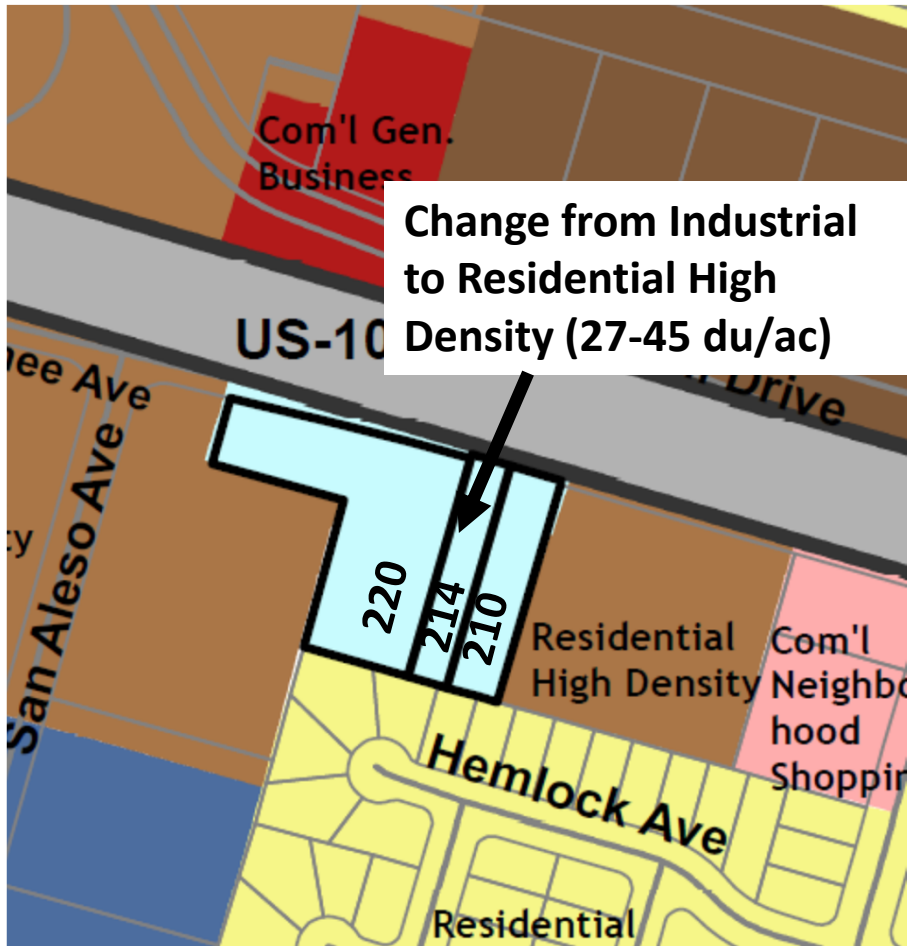 Com'l Gen.
Business
Change from Industrial
to Residential High
Density (27-45 du/ac)
US-10
Drive
Ave
San Aleso Ave
220
214
210
Residential
High Density
Com'l
Neighbo
hood
Shoppin
Hemlock Ave
Residential